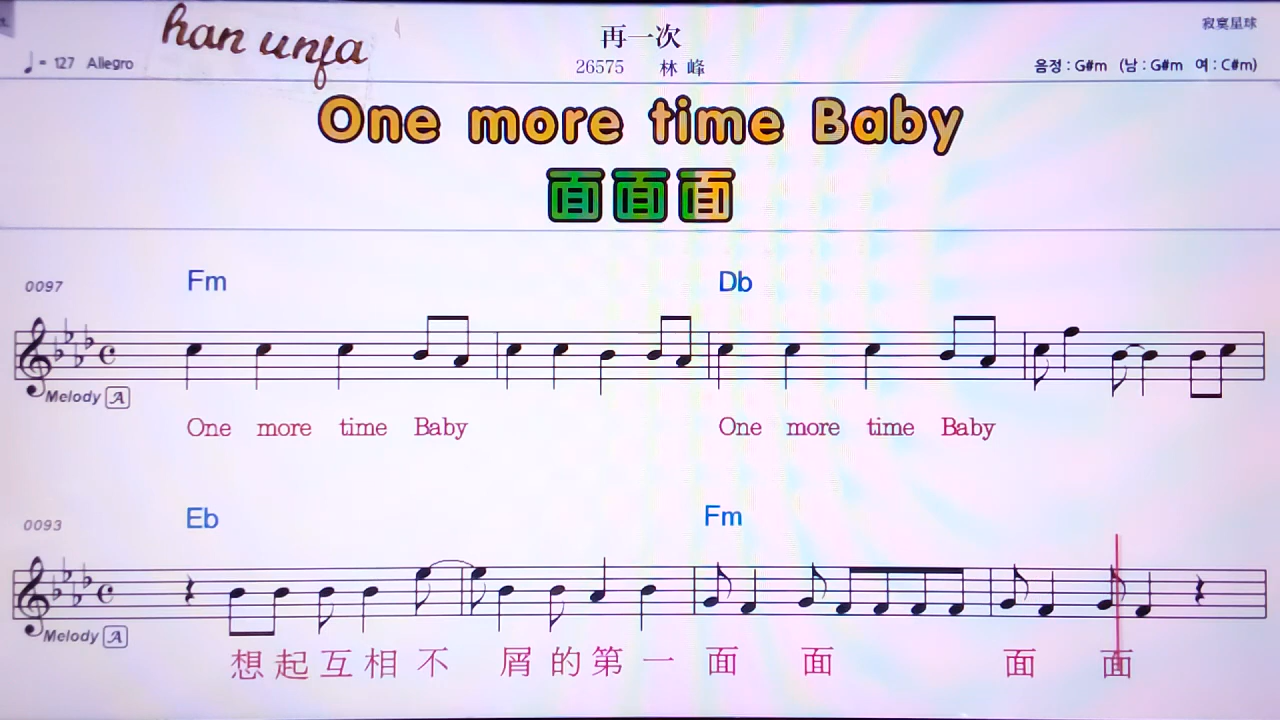 han unja
再一次
寂寞星球
♩ = 127 Allegro
26575 林峰
음정 : G#m (남 : G#m 여 : C#m)
One more time Baby
面面面
0097 Fm Db
Melody A
One more time Baby One more time Baby
0093 Eb Fm
Melody A
想起互相不 屑的第一面 面 面 面